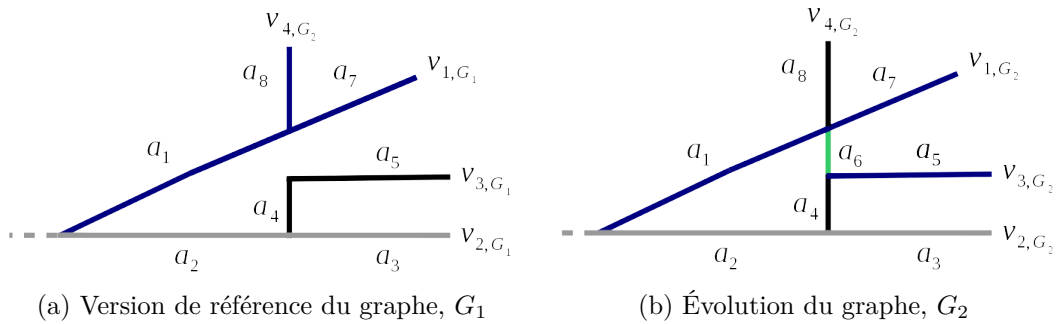 v4,G2
a8
a7
v1,G1
a1
a5
v3,G1
a4
v2,G1
a2
a3
(a) Version de référence du graphe, G1
v4,G2
a8
a7
v1,G2
a1
a6
a5
v3,G2
a4
v2,G2
a2
a3
(b) Évolution du graphe, G2